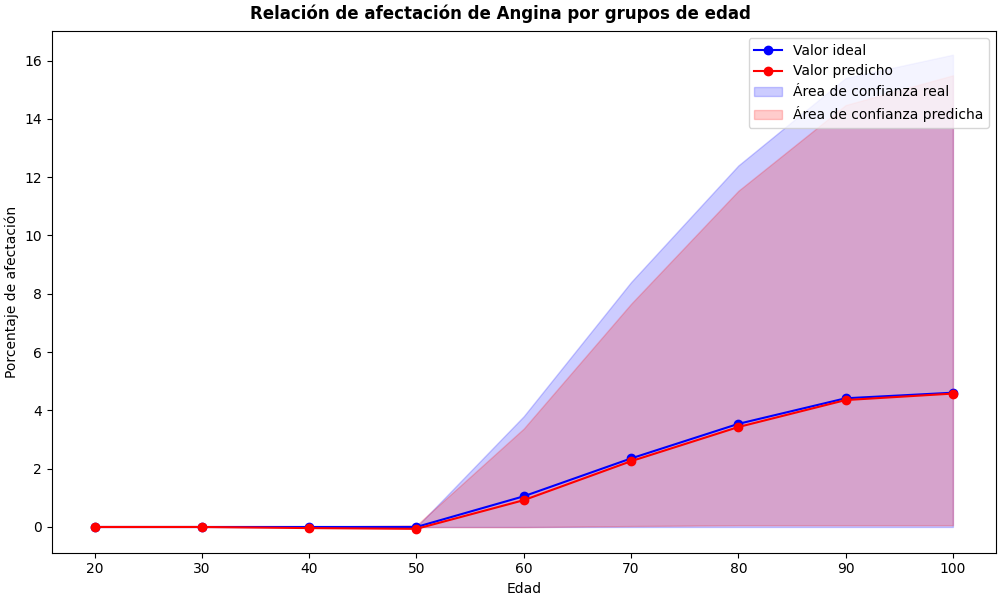 Relación de afectación de Angina por grupos de edad
Valor ideal
Valor predicho
Área de confianza real
Área de confianza predicha
Porcentaje de afectación
16
14
12
10
8
6
4
2
0
20 30 40 50 60 70 80 90 100
Edad